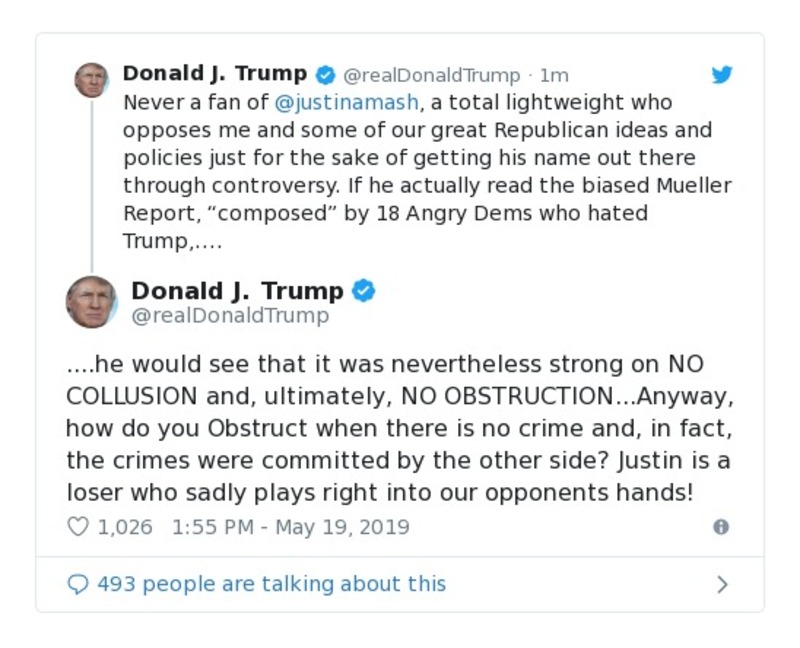 Donald J. Trump @realDonaldTrump · 1m
Never a fan of @justinamash, a total lightweight who
opposes me and some of our great Republican ideas and
policies just for the sake of getting his name out there
through controversy. If he actually read the biased Mueller
Report, “composed” by 18 Angry Dems who hated
Trump,....
Donald J. Trump
@realDonaldTrump
....he would see that it was nevertheless strong on NO
COLLUSION and, ultimately, NO OBSTRUCTION...Anyway,
how do you Obstruct when there is no crime and, in fact,
the crimes were committed by the other side? Justin is a
loser who sadly plays right into our opponents hands!
1,026 1:55 PM - May 19, 2019
493 people are talking about this